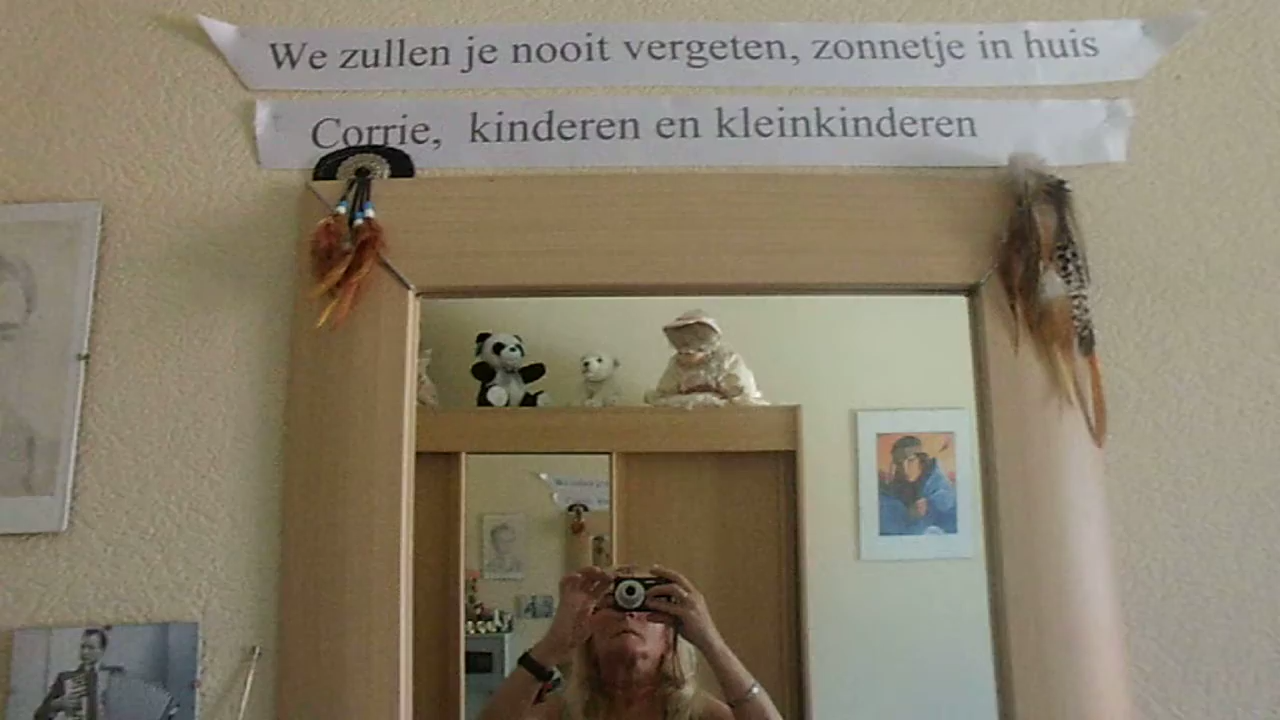 We zullen je nooit vergeten, zonnetje in huis
Corrie, kinderen en kleinkinderen